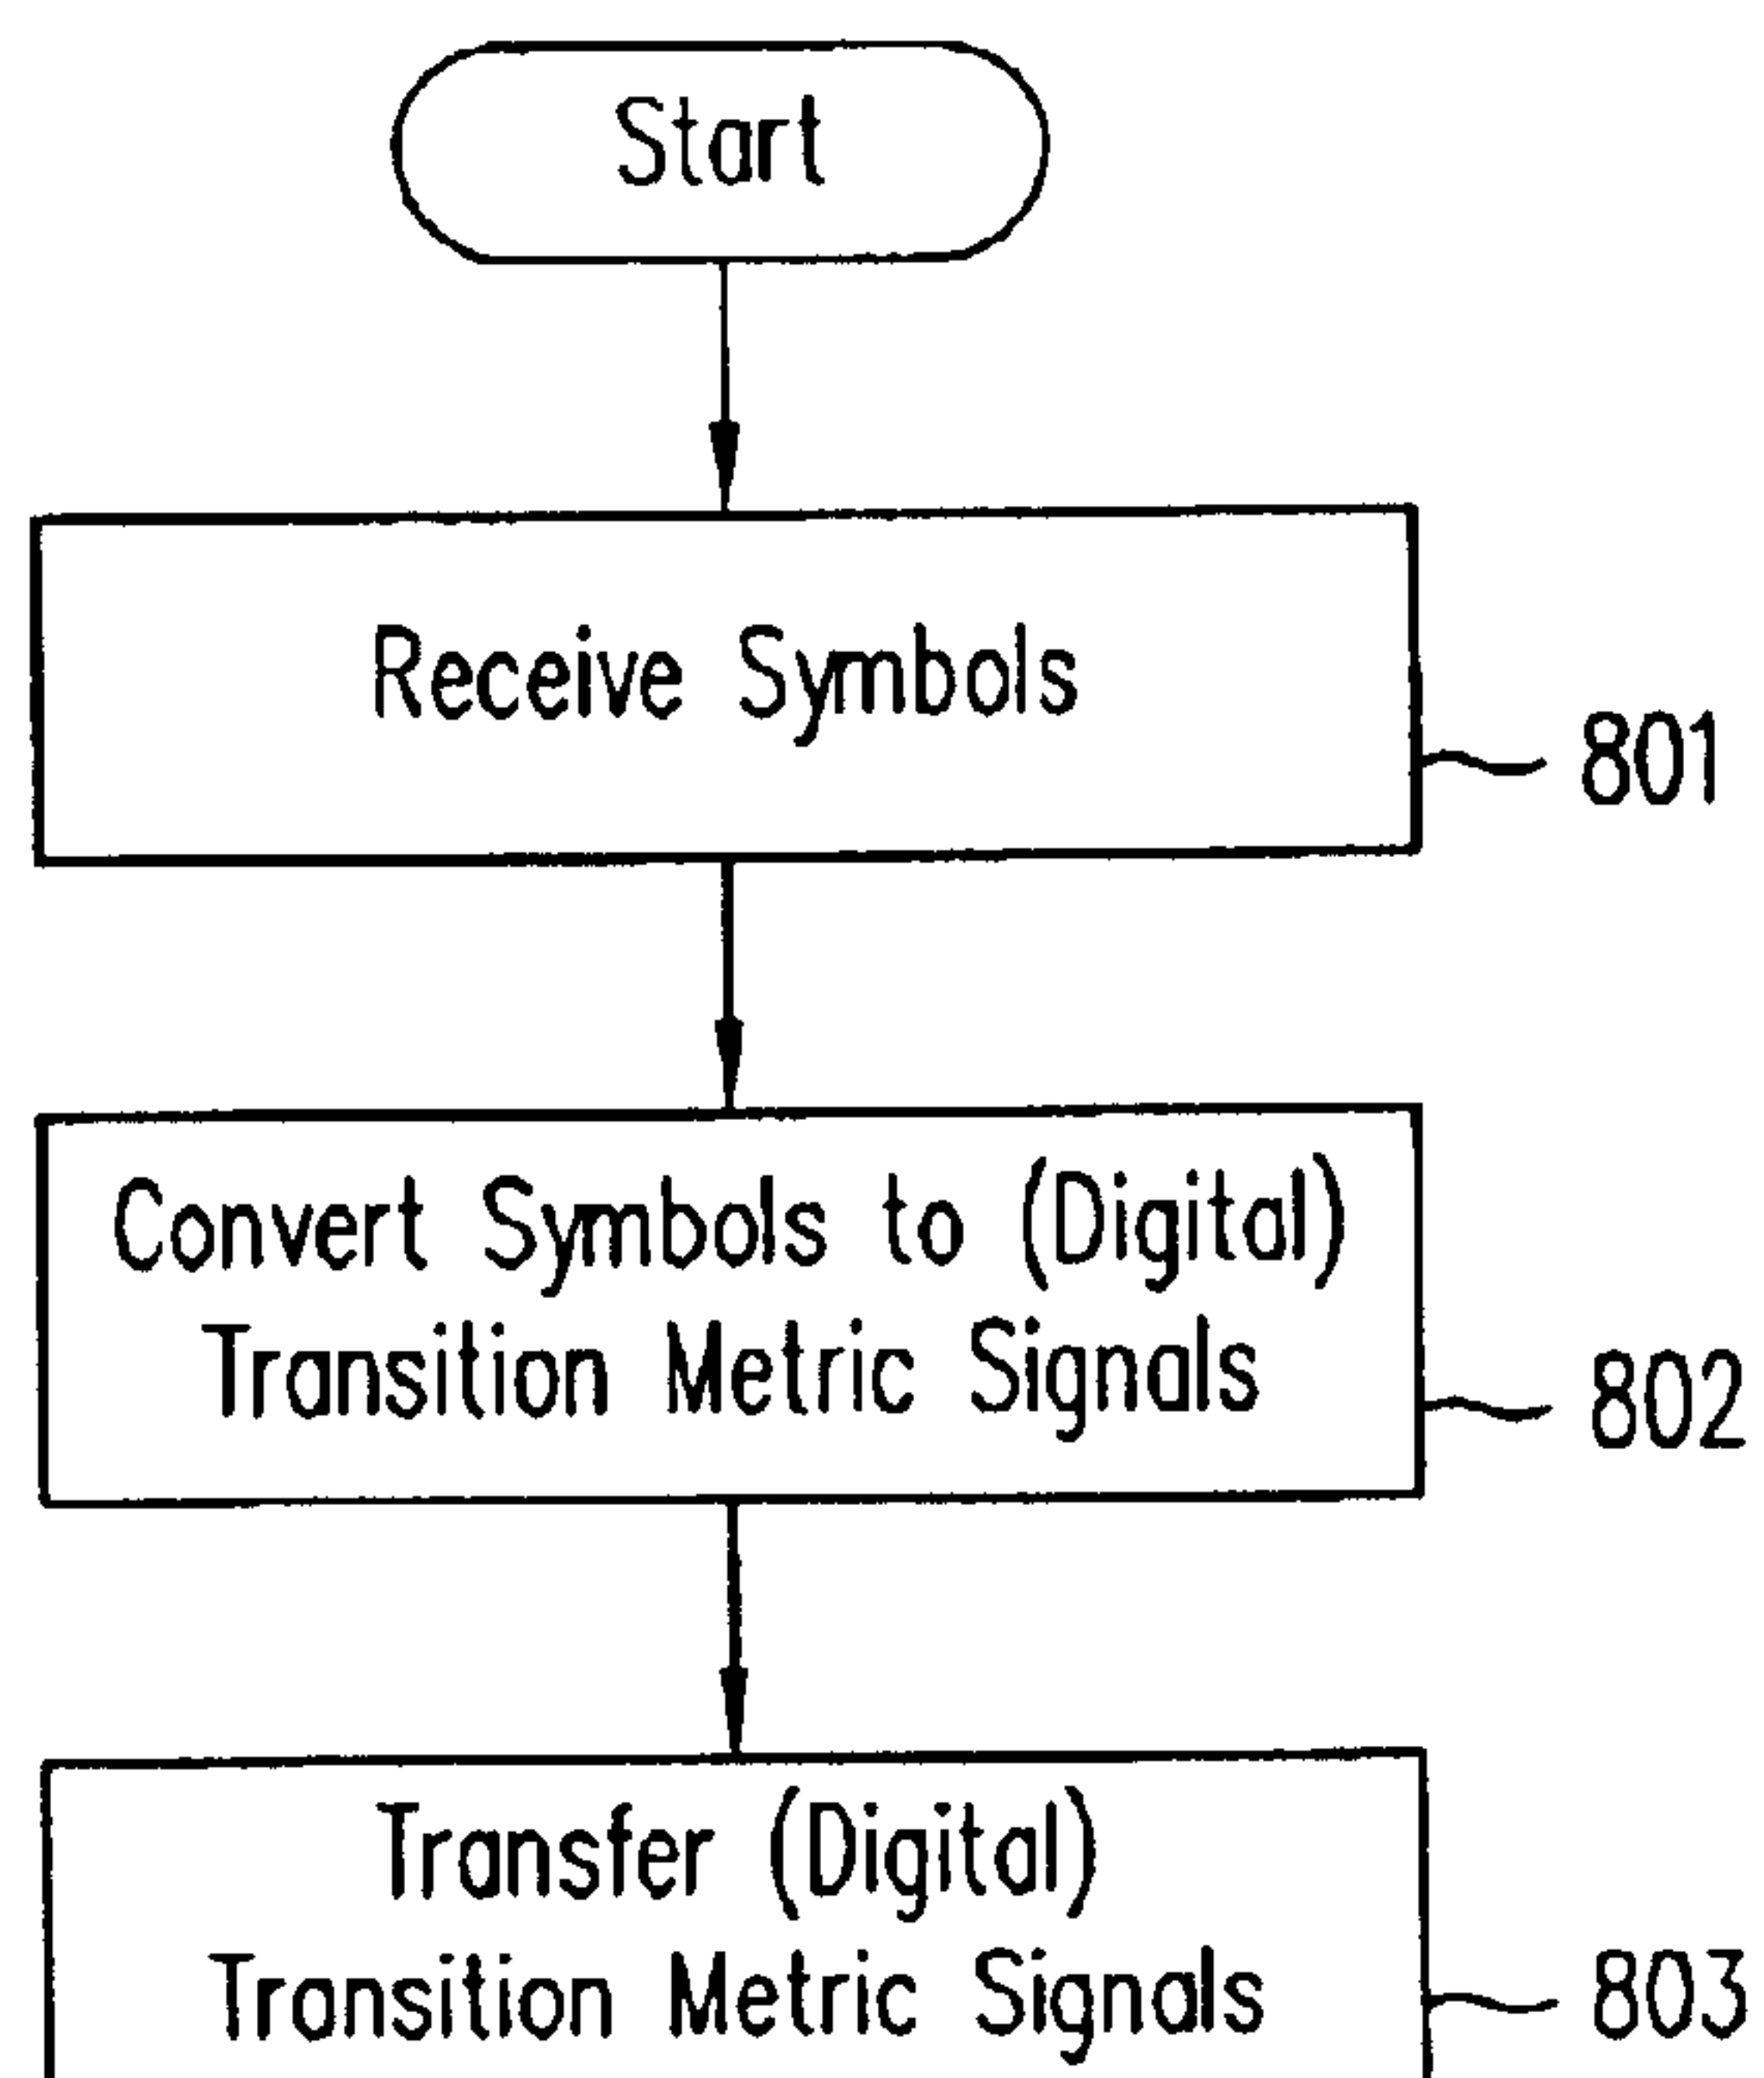 Start
Receive Symbols
801
Convert Symbols to (Digital)
Transition Metric Signals
802
Transfer (Digital)
Transition Metric Signals
803